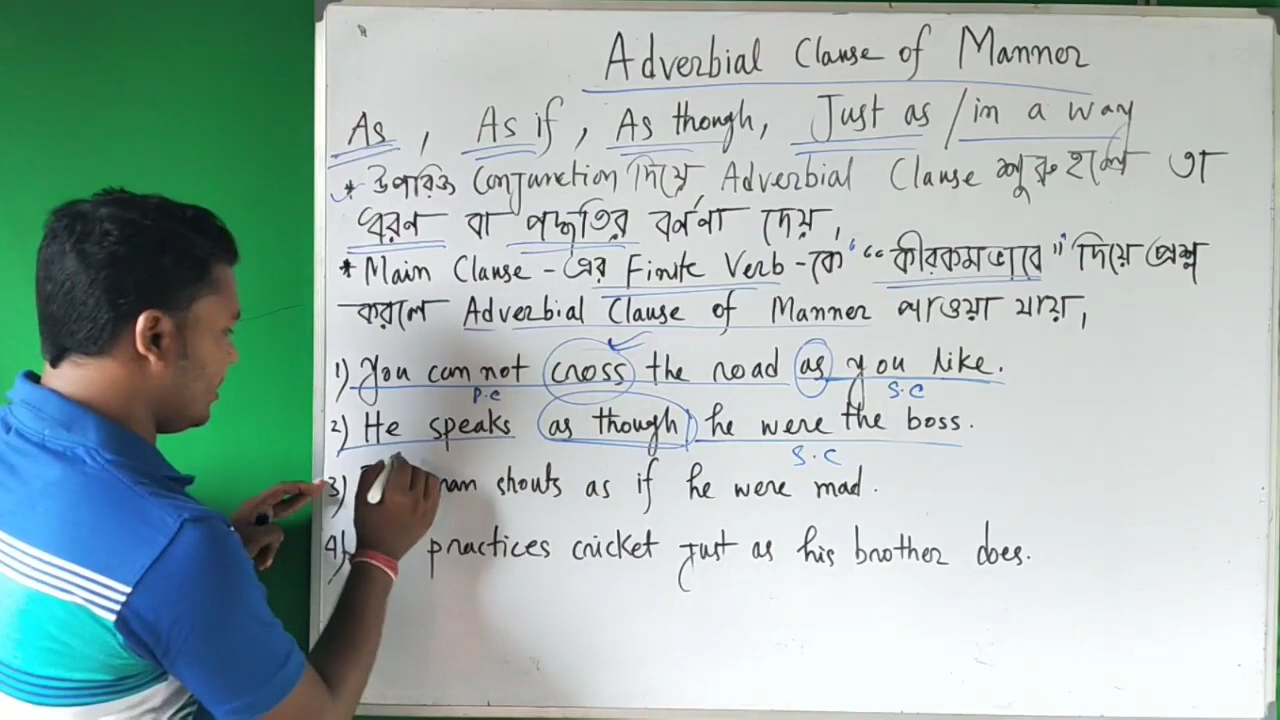 Adverbial Clause of Manner
As, As if, As though, Just as / in a way
* উপরিক্ত Conjunction দিয়ে Adverbial Clause শুরু হলে তা
ধরন বা পদ্ধতির বর্ণনা দেয়।
* Main Clause - এর Finite Verb - কে “কীরকমভাবে” দিয়ে প্রশ্ন
করলে Adverbial Clause of Manner পাওয়া যায়।
1) You can not cross the road as you like.
P.C S.C
2) He speaks as though he were the boss.
S.C
3) man shouts as if he were mad.
4) practices cricket just as his brother does.